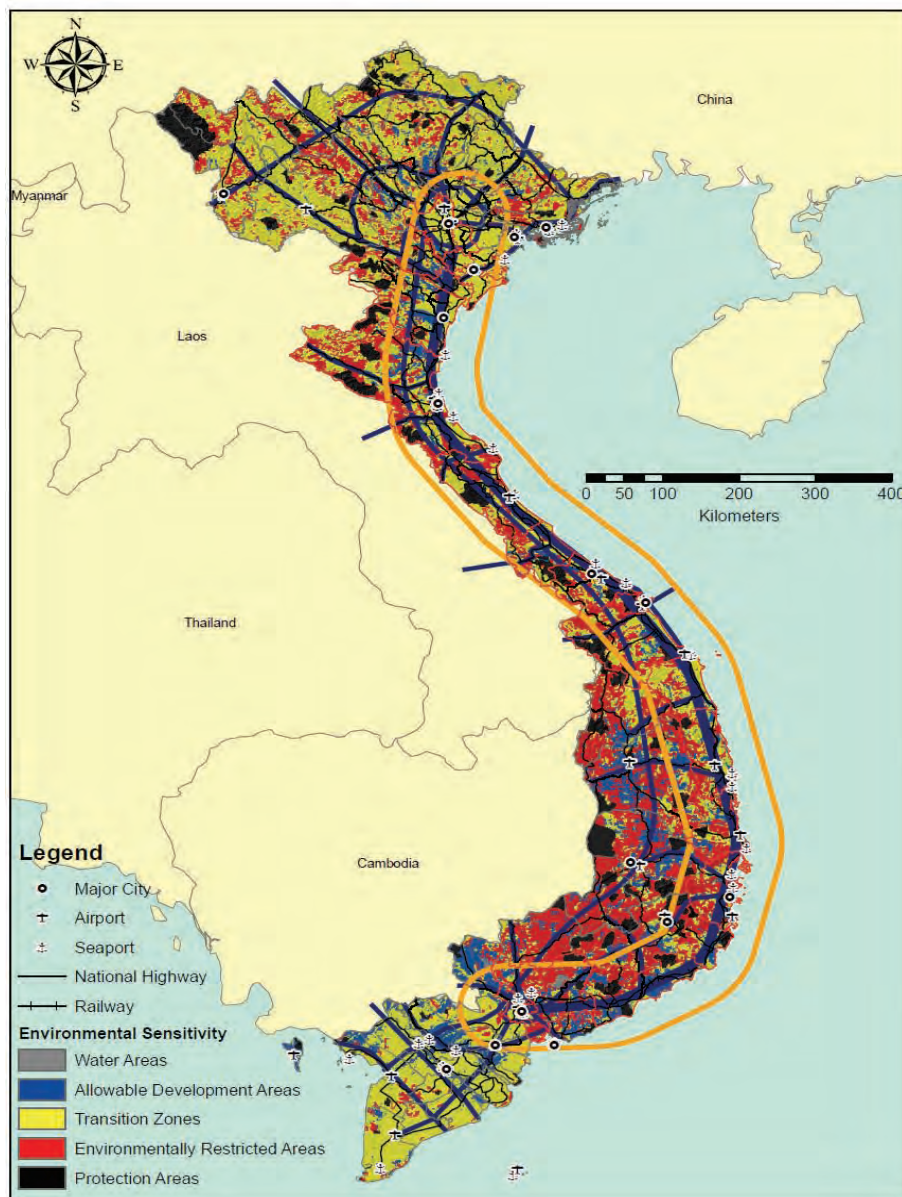 N
W E
S
China
Myanmar
Laos
0 50 100 200 300 400
Kilometers
Thailand
Cambodia
Legend
Major City
Airport
Seaport
National Highway
Railway
Environmental Sensitivity
Water Areas
Allowable Development Areas
Transition Zones
Environmentally Restricted Areas
Protection Areas